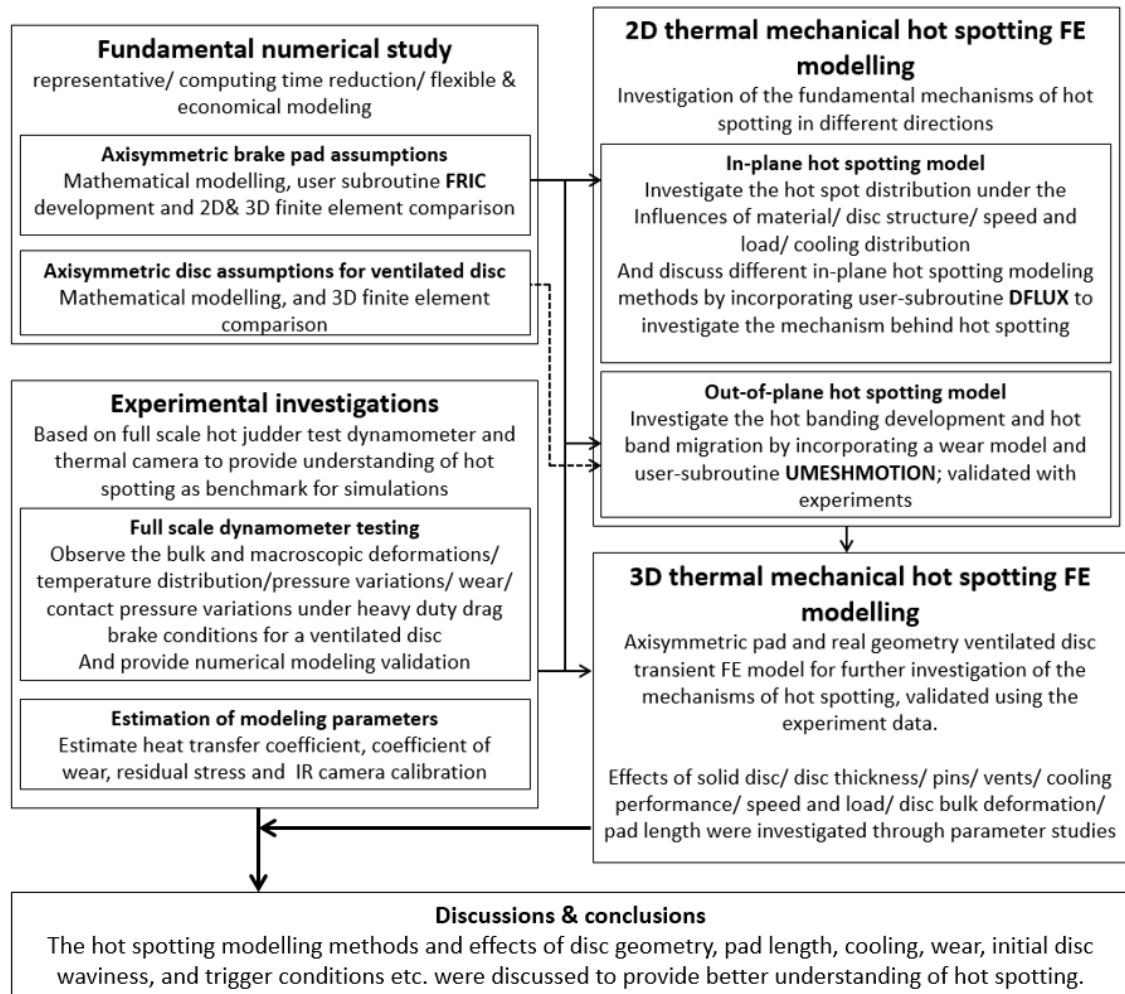 Fundamental numerical study
representative/ computing time reduction/ flexible &
economical modeling
Axisymmetric brake pad assumptions
Mathematical modelling, user subroutine FRIC
development and 2D& 3D finite element comparison
Axisymmetric disc assumptions for ventilated disc
Mathematical modelling, and 3D finite element
comparison
Experimental investigations
Based on full scale hot judder test dynamometer and
thermal camera to provide understanding of hot
spotting as benchmark for simulations
Full scale dynamometer testing
Observe the bulk and macroscopic deformations/
temperature distribution/pressure variations/ wear/
contact pressure variations under heavy duty drag
brake conditions for a ventilated disc
And provide numerical modeling validation
Estimation of modeling parameters
Estimate heat transfer coefficient, coefficient of
wear, residual stress and IR camera calibration
2D thermal mechanical hot spotting FE
modelling
Investigation of the fundamental mechanisms of hot
spotting in different directions
In-plane hot spotting model
Investigate the hot spot distribution under the
Influences of material/ disc structure/ speed and
load/ cooling distribution
And discuss different in-plane hot spotting modeling
methods by incorporating user-subroutine DFLUX to
investigate the mechanism behind hot spotting
Out-of-plane hot spotting model
Investigate the hot banding development and hot
band migration by incorporating a wear model and
user-subroutine UMESHMOTION; validated with
experiments
3D thermal mechanical hot spotting FE
modelling
Axisymmetric pad and real geometry ventilated disc
transient FE model for further investigation of the
mechanisms of hot spotting, validated using the
experiment data.
Effects of solid disc/ disc thickness/ pins/ vents/ cooling
performance/ speed and load/ disc bulk deformation/
pad length were investigated through parameter studies
Discussions & conclusions
The hot spotting modelling methods and effects of disc geometry, pad length, cooling, wear, initial disc
waviness, and trigger conditions etc. were discussed to provide better understanding of hot spotting.